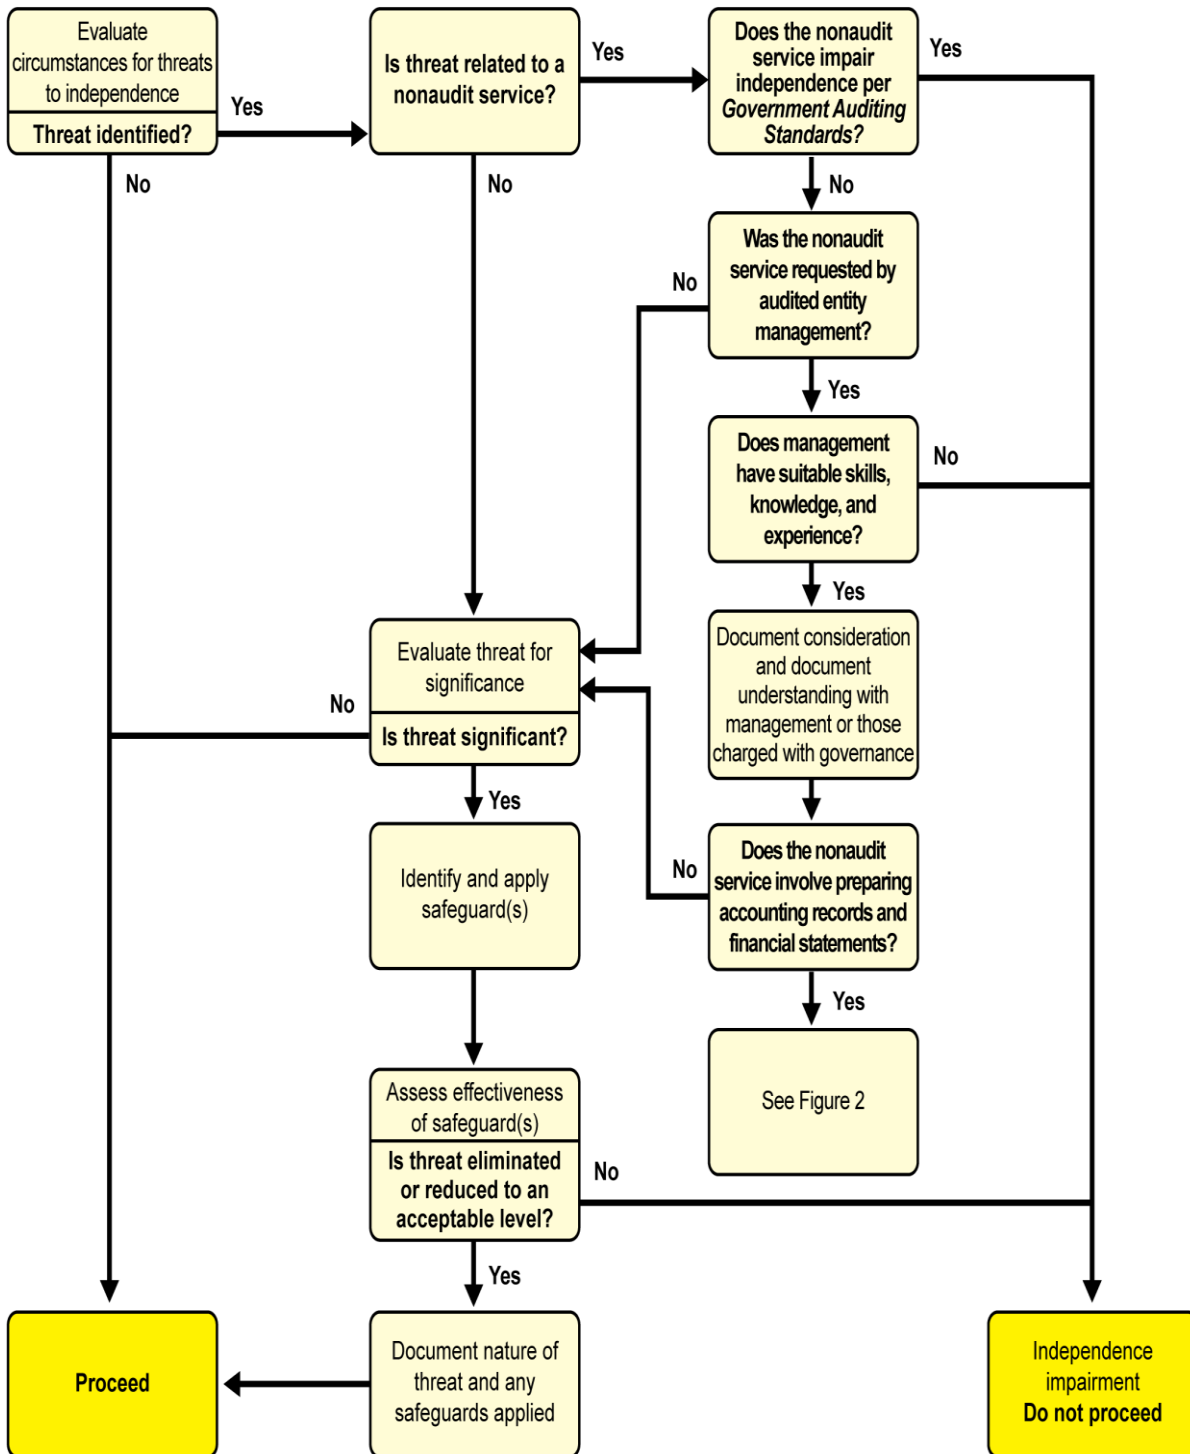 Evaluate
circumstances for threats
to independence
Threat identified?
Yes
No
Is threat related to a
nonaudit service?
Yes
No
Does the nonaudit
service impair
independence per
Government Auditing
Standards?
Yes
No
Was the nonaudit
service requested by
audited entity
management?
No
Yes
Does management
have suitable skills,
knowledge, and
experience?
No
Yes
Document consideration
and document
understanding with
management or those
charged with governance
Evaluate threat for
significance
Is threat significant?
No
Yes
Does the nonaudit
service involve preparing
accounting records and
financial statements?
No
Yes
Identify and apply
safeguard(s)
See Figure 2
Assess effectiveness
of safeguard(s)
Is threat eliminated
or reduced to an
acceptable level?
No
Yes
Proceed
Document nature of
threat and any
safeguards applied
Independence
impairment
Do not proceed